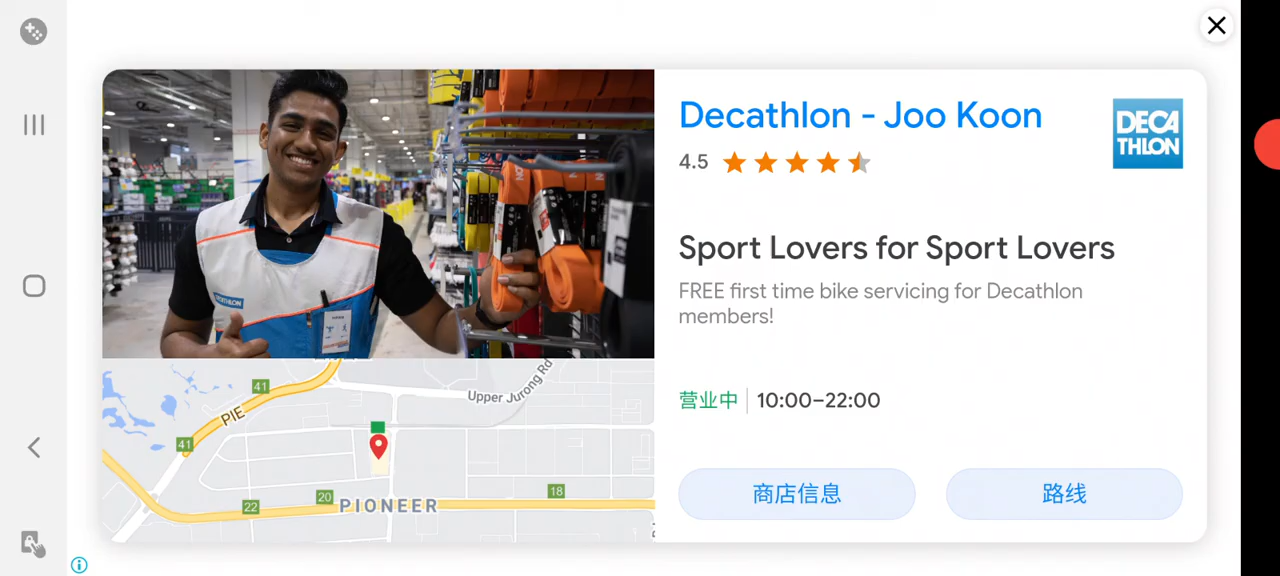 Decathlon - Joo Koon
DECA
THLON
4.5
Sport Lovers for Sport Lovers
FREE first time bike servicing for Decathlon
members!
营业中 10:00–22:00
商店信息
路线
DECATHLON
41
Upper Jurong Rd
PIE
41
20
18
22
PIONEER